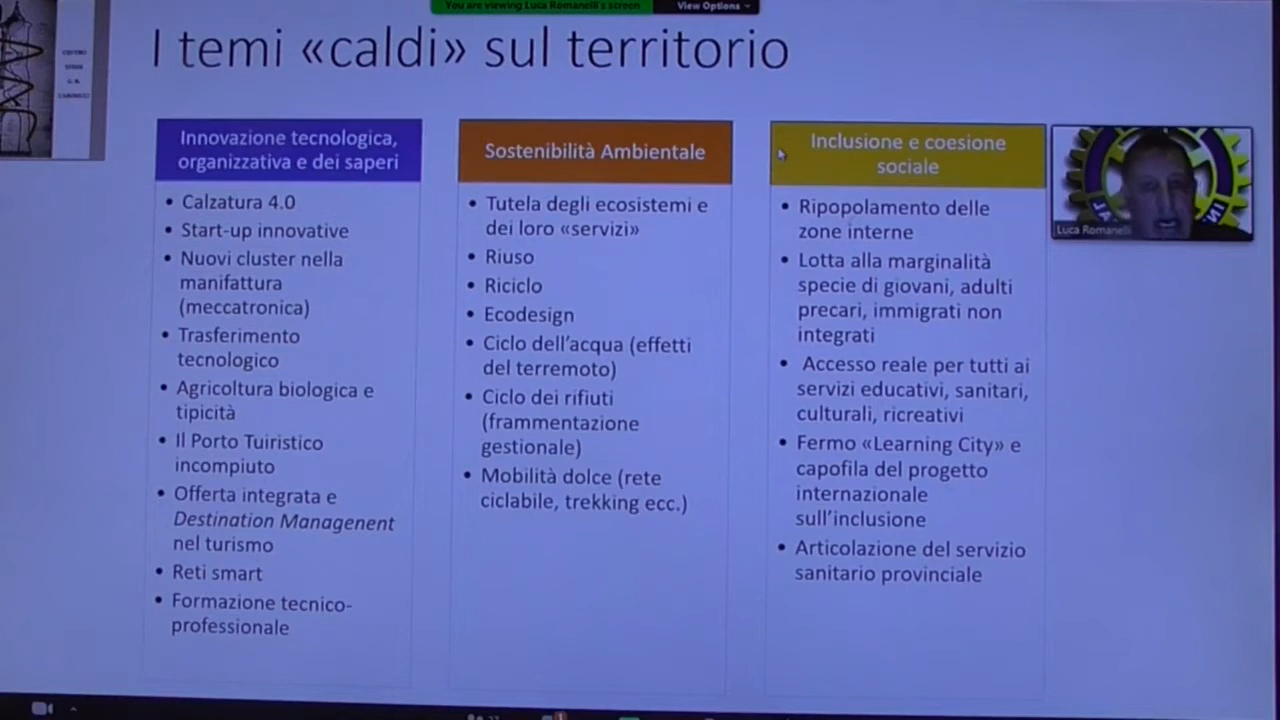 You are viewing Luca Romanelli's screen
View Options
CENTRO
STUDI
G. B.
CARDUCCI
I temi «caldi» sul territorio
Innovazione tecnologica,
organizzativa e dei saperi
• Calzatura 4.0
• Start-up innovative
• Nuovi cluster nella
manifattura
(meccatronica)
• Trasferimento
tecnologico
• Agricoltura biologica e
tipicità
• Il Porto Tuiristico
incompiuto
• Offerta integrata e
Destination Managenent
nel turismo
• Reti smart
• Formazione tecnico-
professionale
Sostenibilità Ambientale
• Tutela degli ecosistemi e
dei loro «servizi»
• Riuso
• Riciclo
• Ecodesign
• Ciclo dell'acqua (effetti
del terremoto)
• Ciclo dei rifiuti
(frammentazione
gestionale)
• Mobilità dolce (rete
ciclabile, trekking ecc.)
Inclusione e coesione
sociale
• Ripopolamento delle
zone interne
• Lotta alla marginalità
specie di giovani, adulti
precari, immigrati non
integrati
• Accesso reale per tutti ai
servizi educativi, sanitari,
culturali, ricreativi
• Fermo «Learning City» e
capofila del progetto
internazionale
sull'inclusione
• Articolazione del servizio
sanitario provinciale
Luca Romanelli